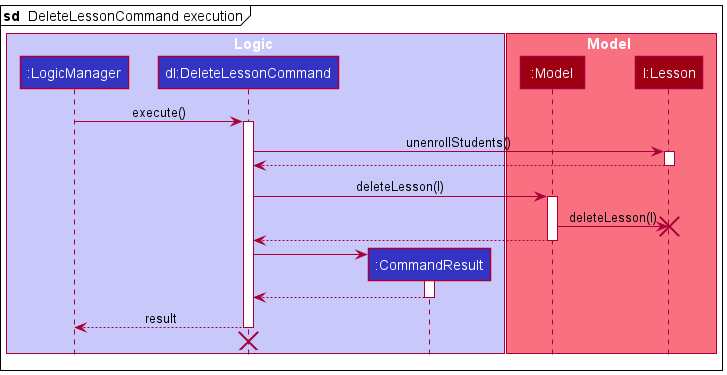 sd DeleteLessonCommand execution
Logic
Model
:LogicManager
dl:DeleteLessonCommand
:Model
l:Lesson
execute()
unenrollStudents()
deleteLesson(l)
deleteLesson(l)
:CommandResult
result